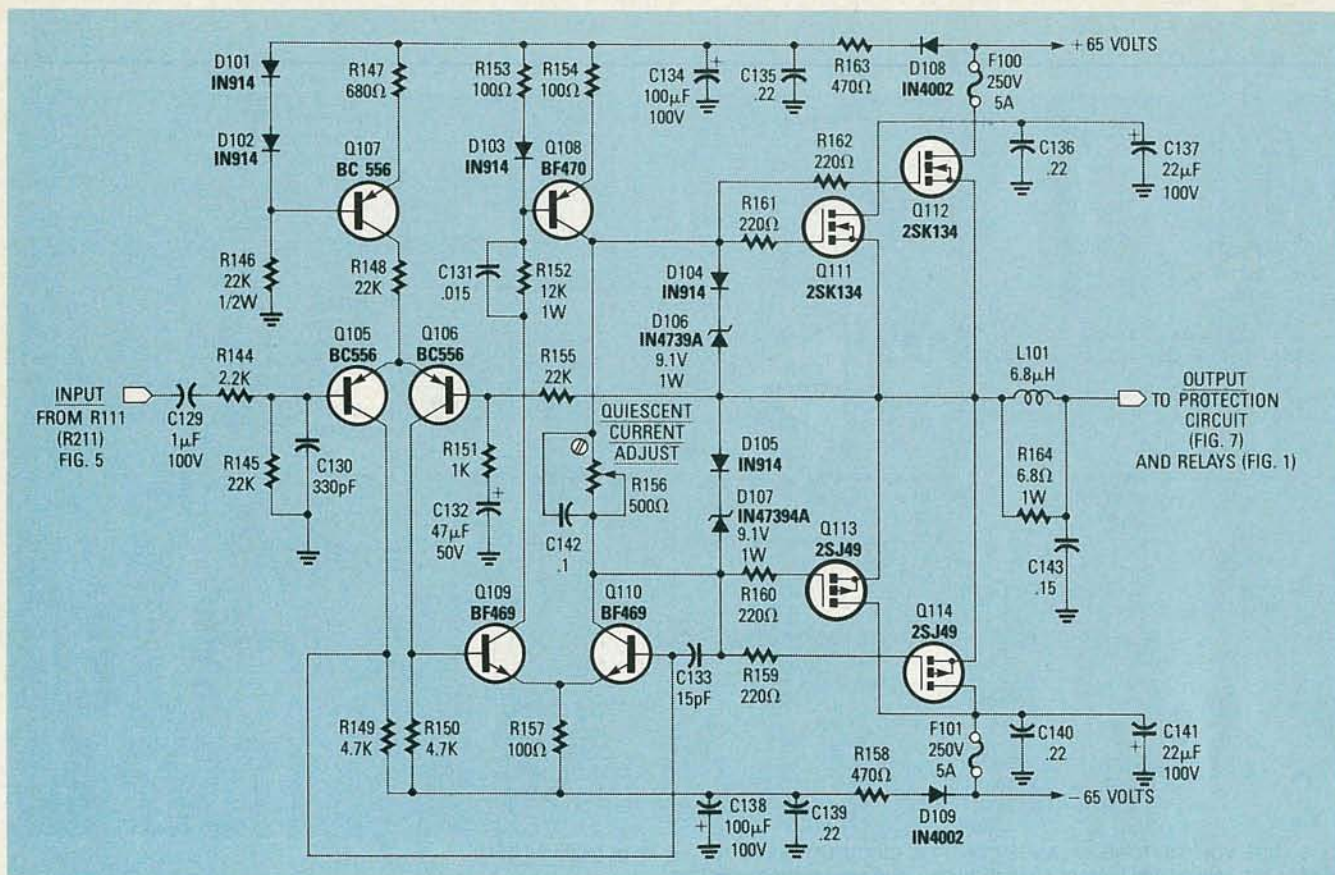 D101
IN914
R147
680Ω
R153
100Ω
R154
100Ω
C134
100µF
100V
C135
.22
R163
470Ω
D108
IN4002
F100
250V
5A
+65 VOLTS
D102
IN914
Q107
BC 556
D103
IN914
Q108
BF470
R162
220Ω
Q112
2SK134
C136
.22
C137
22µF
100V
R161
220Ω
Q111
2SK134
R146
22K
1/2W
R148
22K
C131
.015
R152
12K
1W
D104
IN914
D106
IN4739A
9.1V
1W
Q105
BC556
Q106
BC556
R155
22K
INPUT
FROM R111
(R211)
FIG. 5
C129
1µF
100V
R144
2.2K
R145
22K
C130
330pF
R151
1K
C132
47µF
50V
QUIESCENT
CURRENT
ADJUST
R156
500Ω
C142
.1
D105
IN914
D107
IN47394A
9.1V
1W
L101
6.8µH
R164
6.8Ω
1W
C143
.15
OUTPUT
TO PROTECTION
CIRCUIT
(FIG. 7)
AND RELAYS (FIG. 1)
Q113
2SJ49
R160
220Ω
Q114
2SJ49
Q109
BF469
Q110
BF469
C133
15pF
R159
220Ω
R149
4.7K
R150
4.7K
R157
100Ω
C138
100µF
100V
C139
.22
R158
470Ω
D109
IN4002
F101
250V
5A
C140
.22
C141
22µF
100V
−65 VOLTS